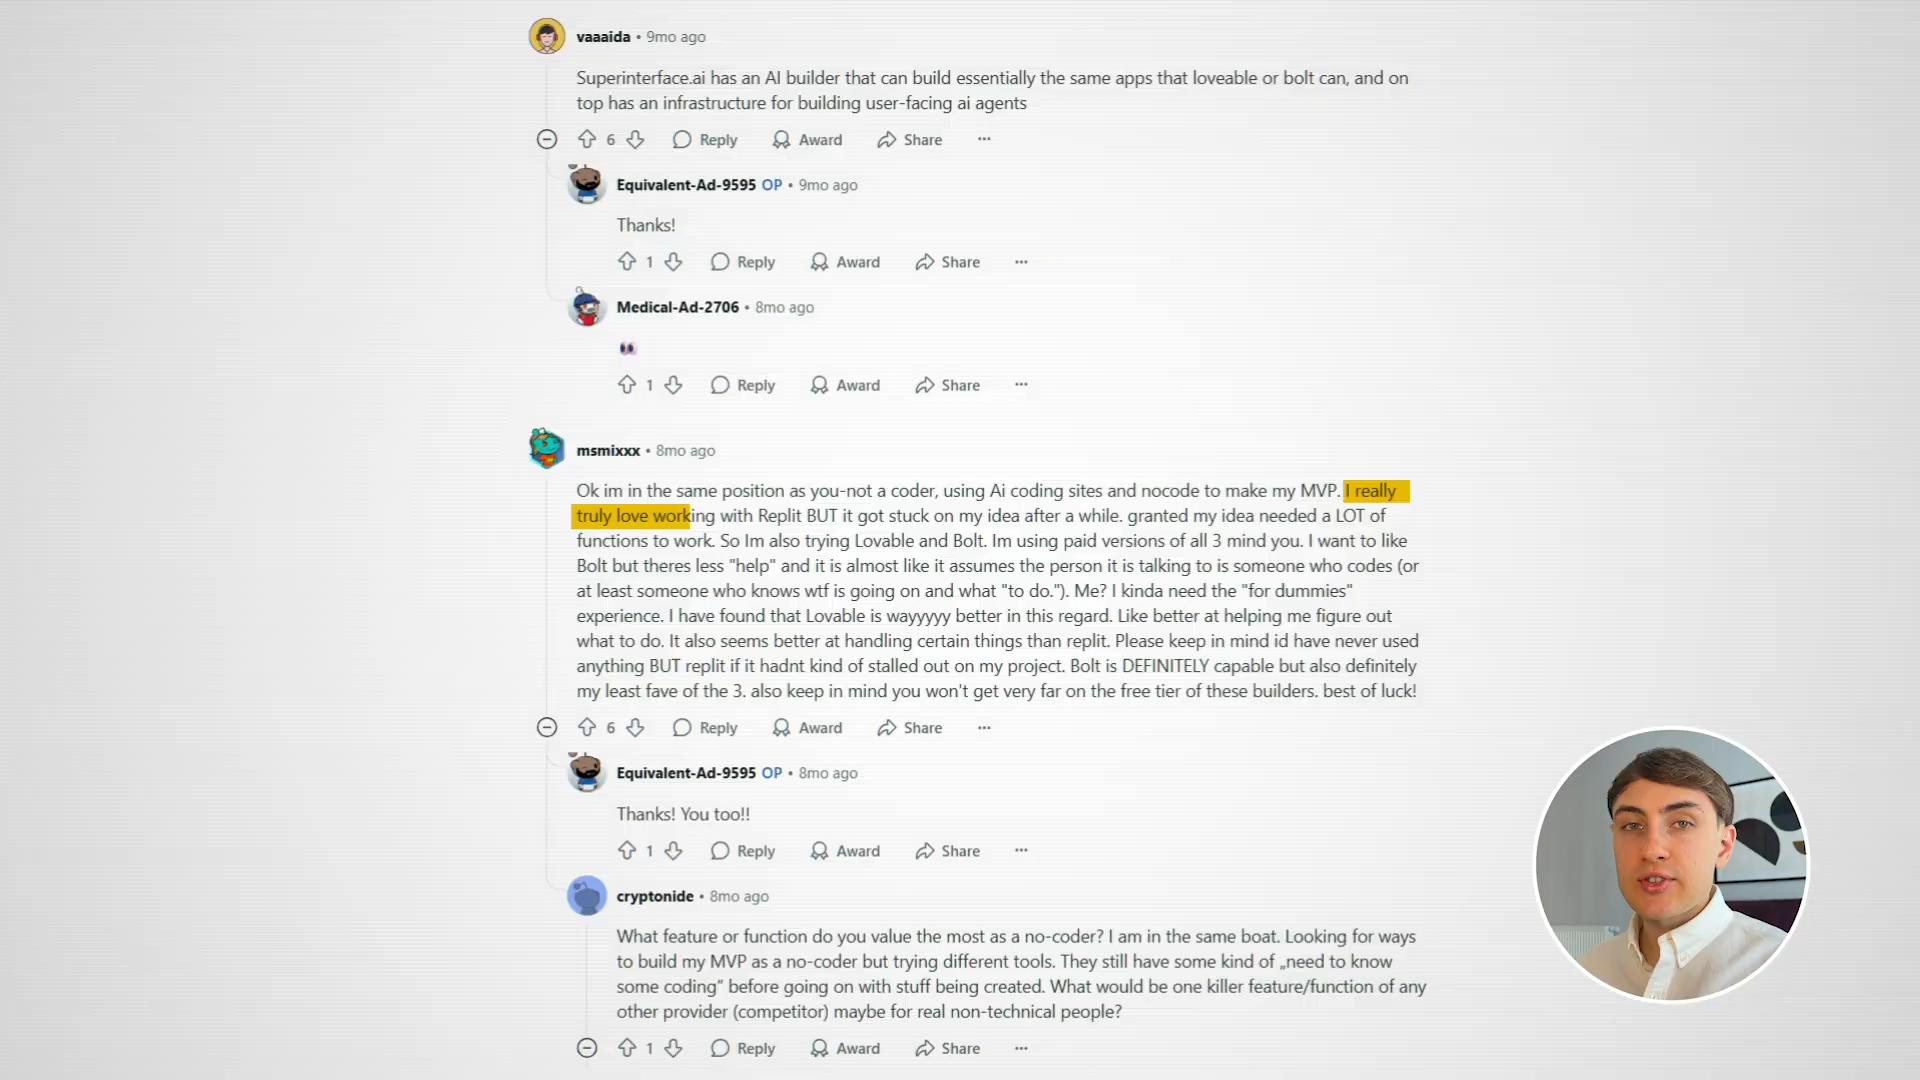 vaaaida • 9mo ago
Superinterface.ai has an AI builder that can build essentially the same apps that loveable or bolt can, and on
top has an infrastructure for building user-facing ai agents
6 Reply Award Share ...
Equivalent-Ad-9595 OP • 9mo ago
Thanks!
1 Reply Award Share ...
Medical-Ad-2706 • 8mo ago
👀
1 Reply Award Share ...
msmixxx • 8mo ago
Ok im in the same position as you-not a coder, using Ai coding sites and nocode to make my MVP. I really
truly love working with Replit BUT it got stuck on my idea after a while. granted my idea needed a LOT of
functions to work. So Im also trying Lovable and Bolt. Im using paid versions of all 3 mind you. I want to like
Bolt but theres less "help" and it is almost like it assumes the person it is talking to is someone who codes (or
at least someone who knows wtf is going on and what "to do."). Me? I kinda need the "for dummies"
experience. I have found that Lovable is wayyyyy better in this regard. Like better at helping me figure out
what to do. It also seems better at handling certain things than replit. Please keep in mind id have never used
anything BUT replit if it hadnt kind of stalled out on my project. Bolt is DEFINITELY capable but also definitely
my least fave of the 3. also keep in mind you won't get very far on the free tier of these builders. best of luck!
6 Reply Award Share ...
Equivalent-Ad-9595 OP • 8mo ago
Thanks! You too!!
1 Reply Award Share ...
cryptonide • 8mo ago
What feature or function do you value the most as a no-coder? I am in the same boat. Looking for ways
to build my MVP as a no-coder but trying different tools. They still have some kind of „need to know
some coding“ before going on with stuff being created. What would be one killer feature/function of any
other provider (competitor) maybe for real non-technical people?
1 Reply Award Share ...